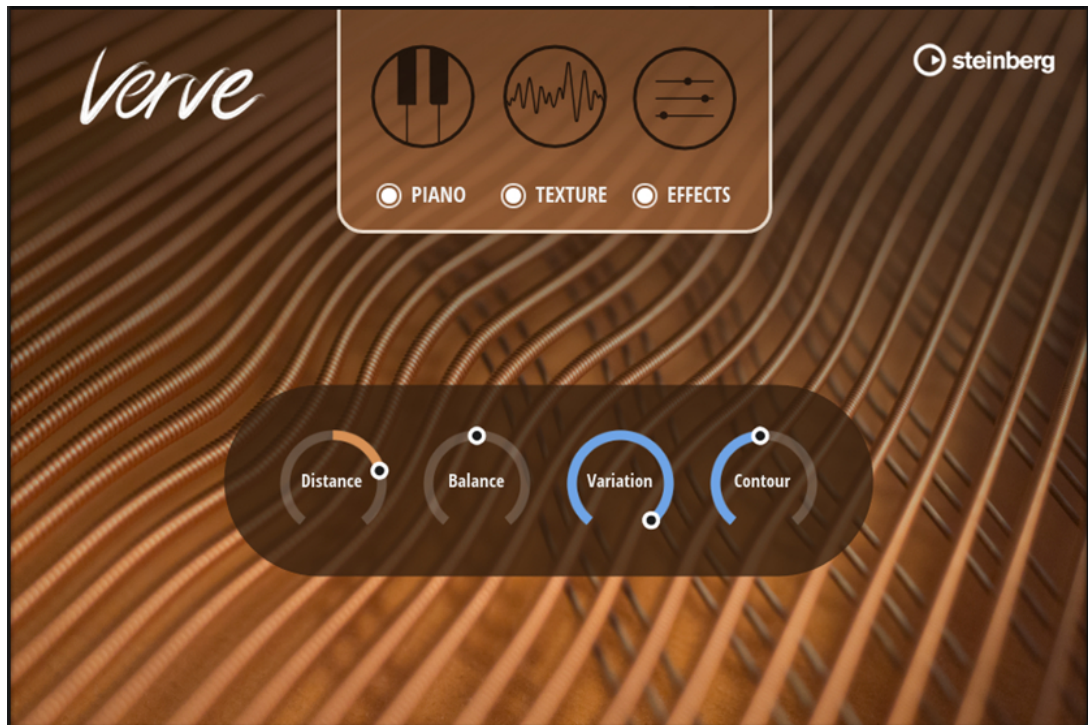 Verve
steinberg
PIANO TEXTURE EFFECTS
Distance Balance Variation Contour